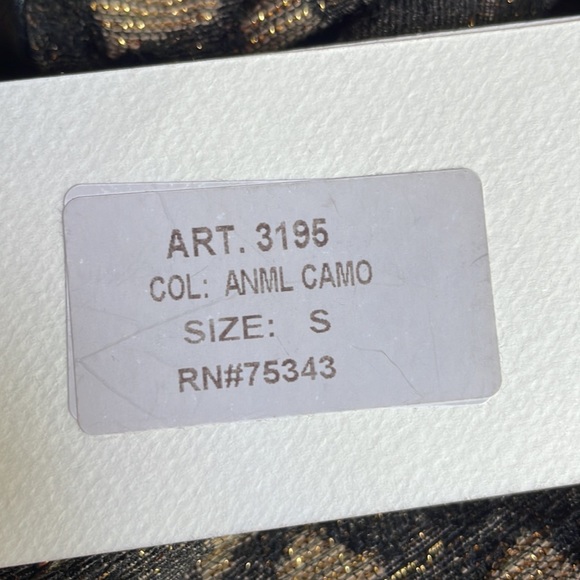 ART. 3195
COL: ANML CAMO
SIZE: S
RN#75343